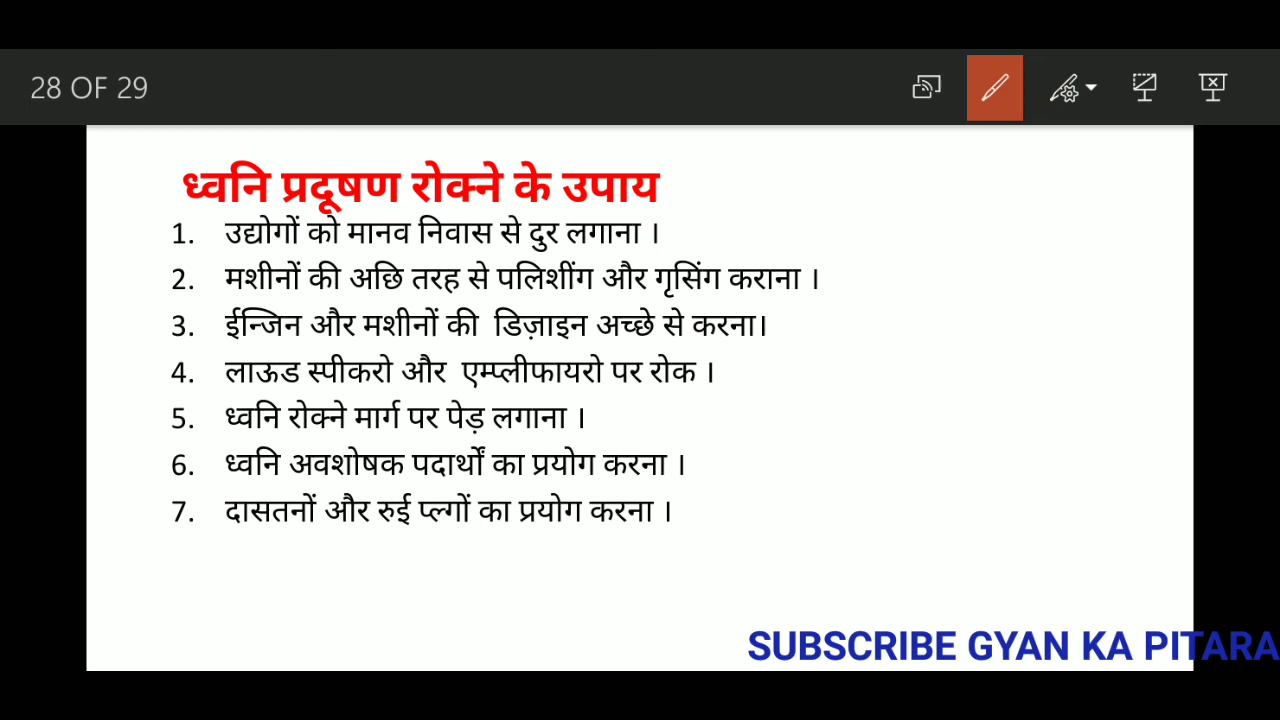 28 OF 29
ध्वनि प्रदूषण रोक्ने के उपाय
1. उद्योगों को मानव निवास से दुर लगाना ।
2. मशीनों की अछि तरह से पलिशींग और गृसिंग कराना ।
3. ईन्जिन और मशीनों की डिज़ाइन अच्छे से करना।
4. लाऊड स्पीकरो और एम्प्लीफायरो पर रोक ।
5. ध्वनि रोक्ने मार्ग पर पेड़ लगाना ।
6. ध्वनि अवशोषक पदार्थों का प्रयोग करना ।
7. दासतनों और रुई प्ल्गों का प्रयोग करना ।
SUBSCRIBE GYAN KA PITARA